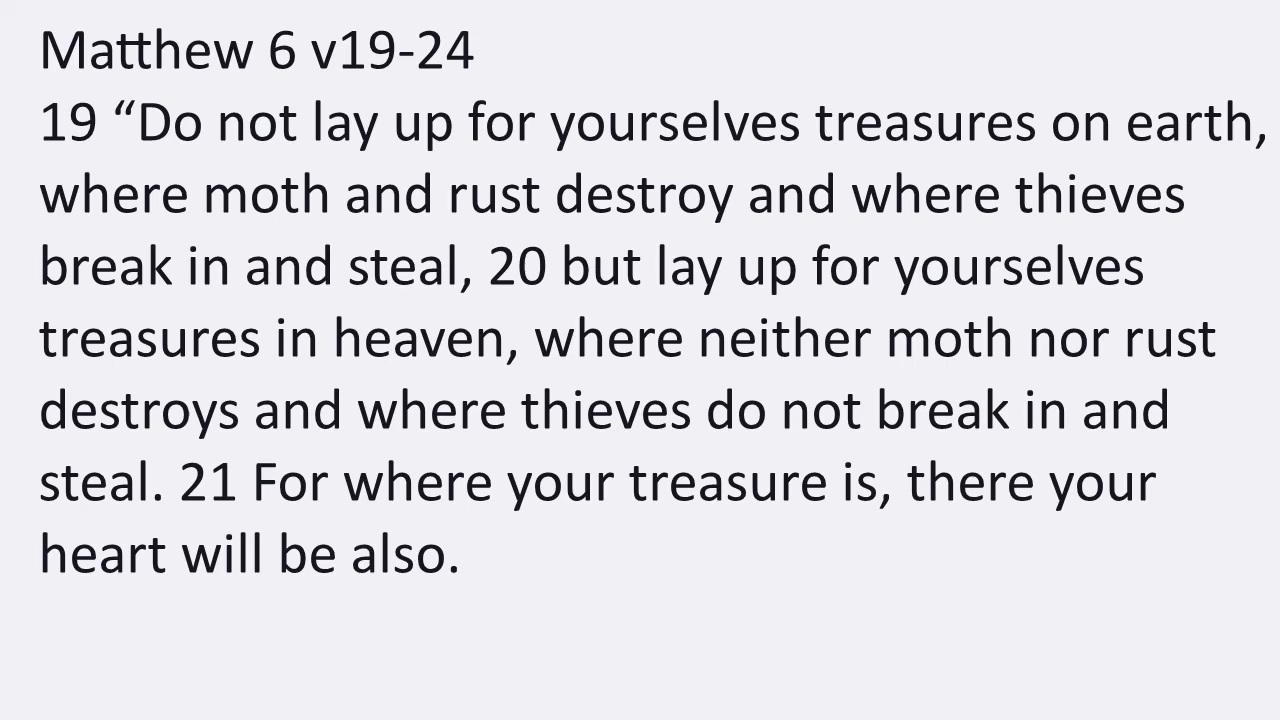 Matthew 6 v19-24
19 “Do not lay up for yourselves treasures on earth,
where moth and rust destroy and where thieves
break in and steal, 20 but lay up for yourselves
treasures in heaven, where neither moth nor rust
destroys and where thieves do not break in and
steal. 21 For where your treasure is, there your
heart will be also.